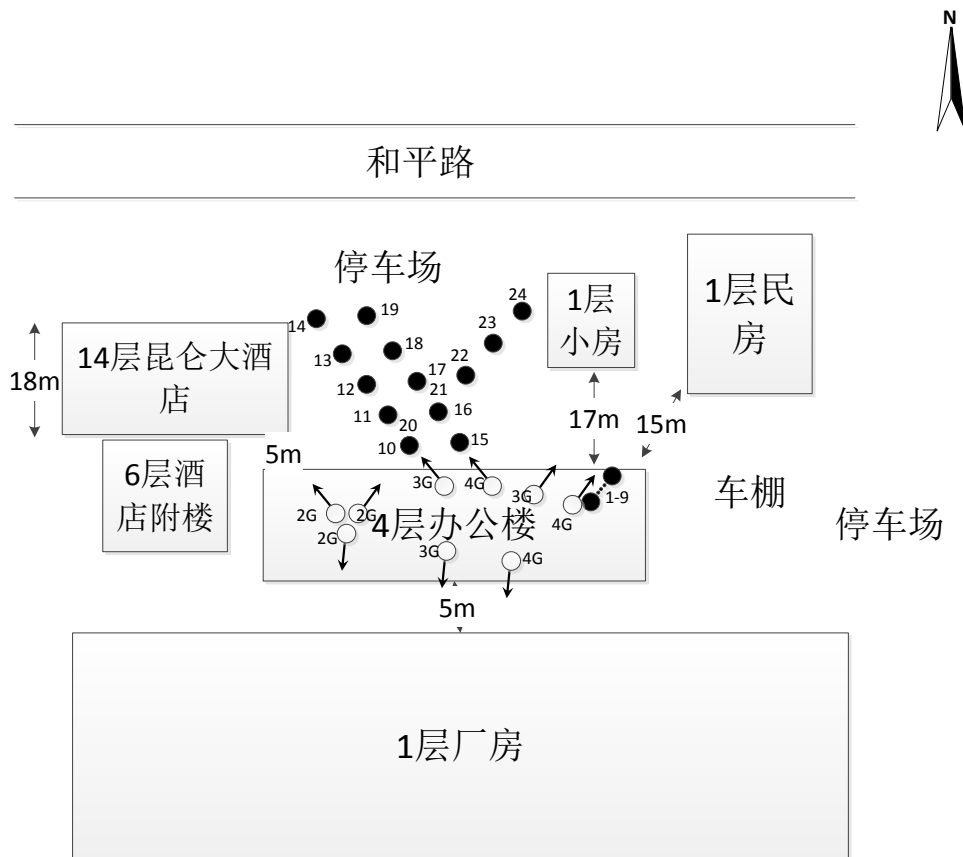 N
和平路
停车场
1层
小房
1层民
房
24
19
14
23
18
13
14层昆仑大酒
店
18m
22
17
12
21
16
11
17m
15m
20
10
15
5m
6层酒
店附楼
3G
4G
3G
1-9
4G
2G
2G
2G
4层办公楼
3G
4G
车棚
停车场
5m
1层厂房